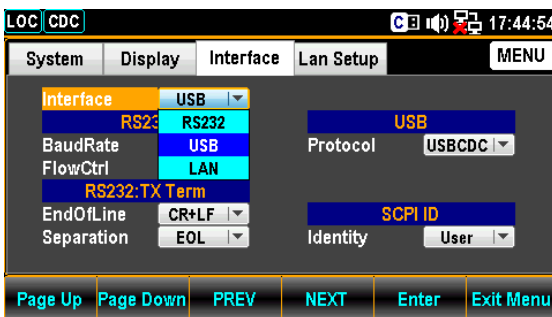 LOC CDC C 17:44:54
System Display Interface Lan Setup MENU
Interface USB
RS232 USB
BaudRate USB Protocol USBCDC
FlowCtrl LAN
RS232:TX Term
EndOfLine CR+LF SCPI ID
Separation EOL Identity User
Page Up Page Down PREV NEXT Enter Exit Menu